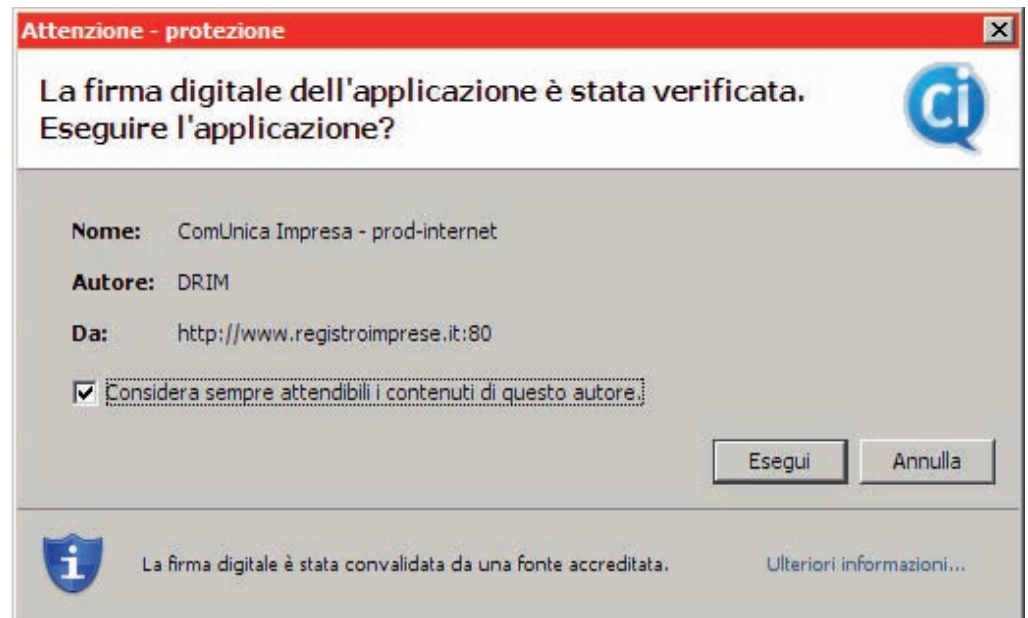 Attenzione - protezione
La firma digitale dell'applicazione è stata verificata.
Eseguire l'applicazione?
Ci
Nome: ComUnica Impresa - prod-internet
Autore: DRIM
Da: http://www.registroimprese.it:80
Considera sempre attendibili i contenuti di questo autore.
Esegui Annulla
La firma digitale è stata convalidata da una fonte accreditata. Ulteriori informazioni...